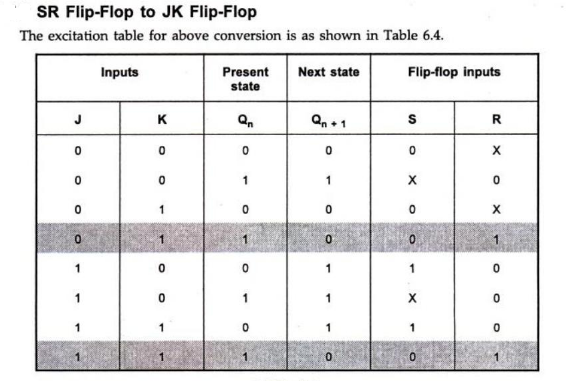 SR Flip-Flop to JK Flip-Flop
The excitation table for above conversion is as shown in Table 6.4.
Inputs Present state Next state Flip-flop inputs
J K Qn Qn + 1 S R
0 0 0 0 0 X
0 0 1 1 X 0
0 1 0 0 0 X
0 1 1 0 0 1
1 0 0 1 1 0
1 0 1 1 X 0
1 1 0 1 1 0
1 1 1 0 0 1